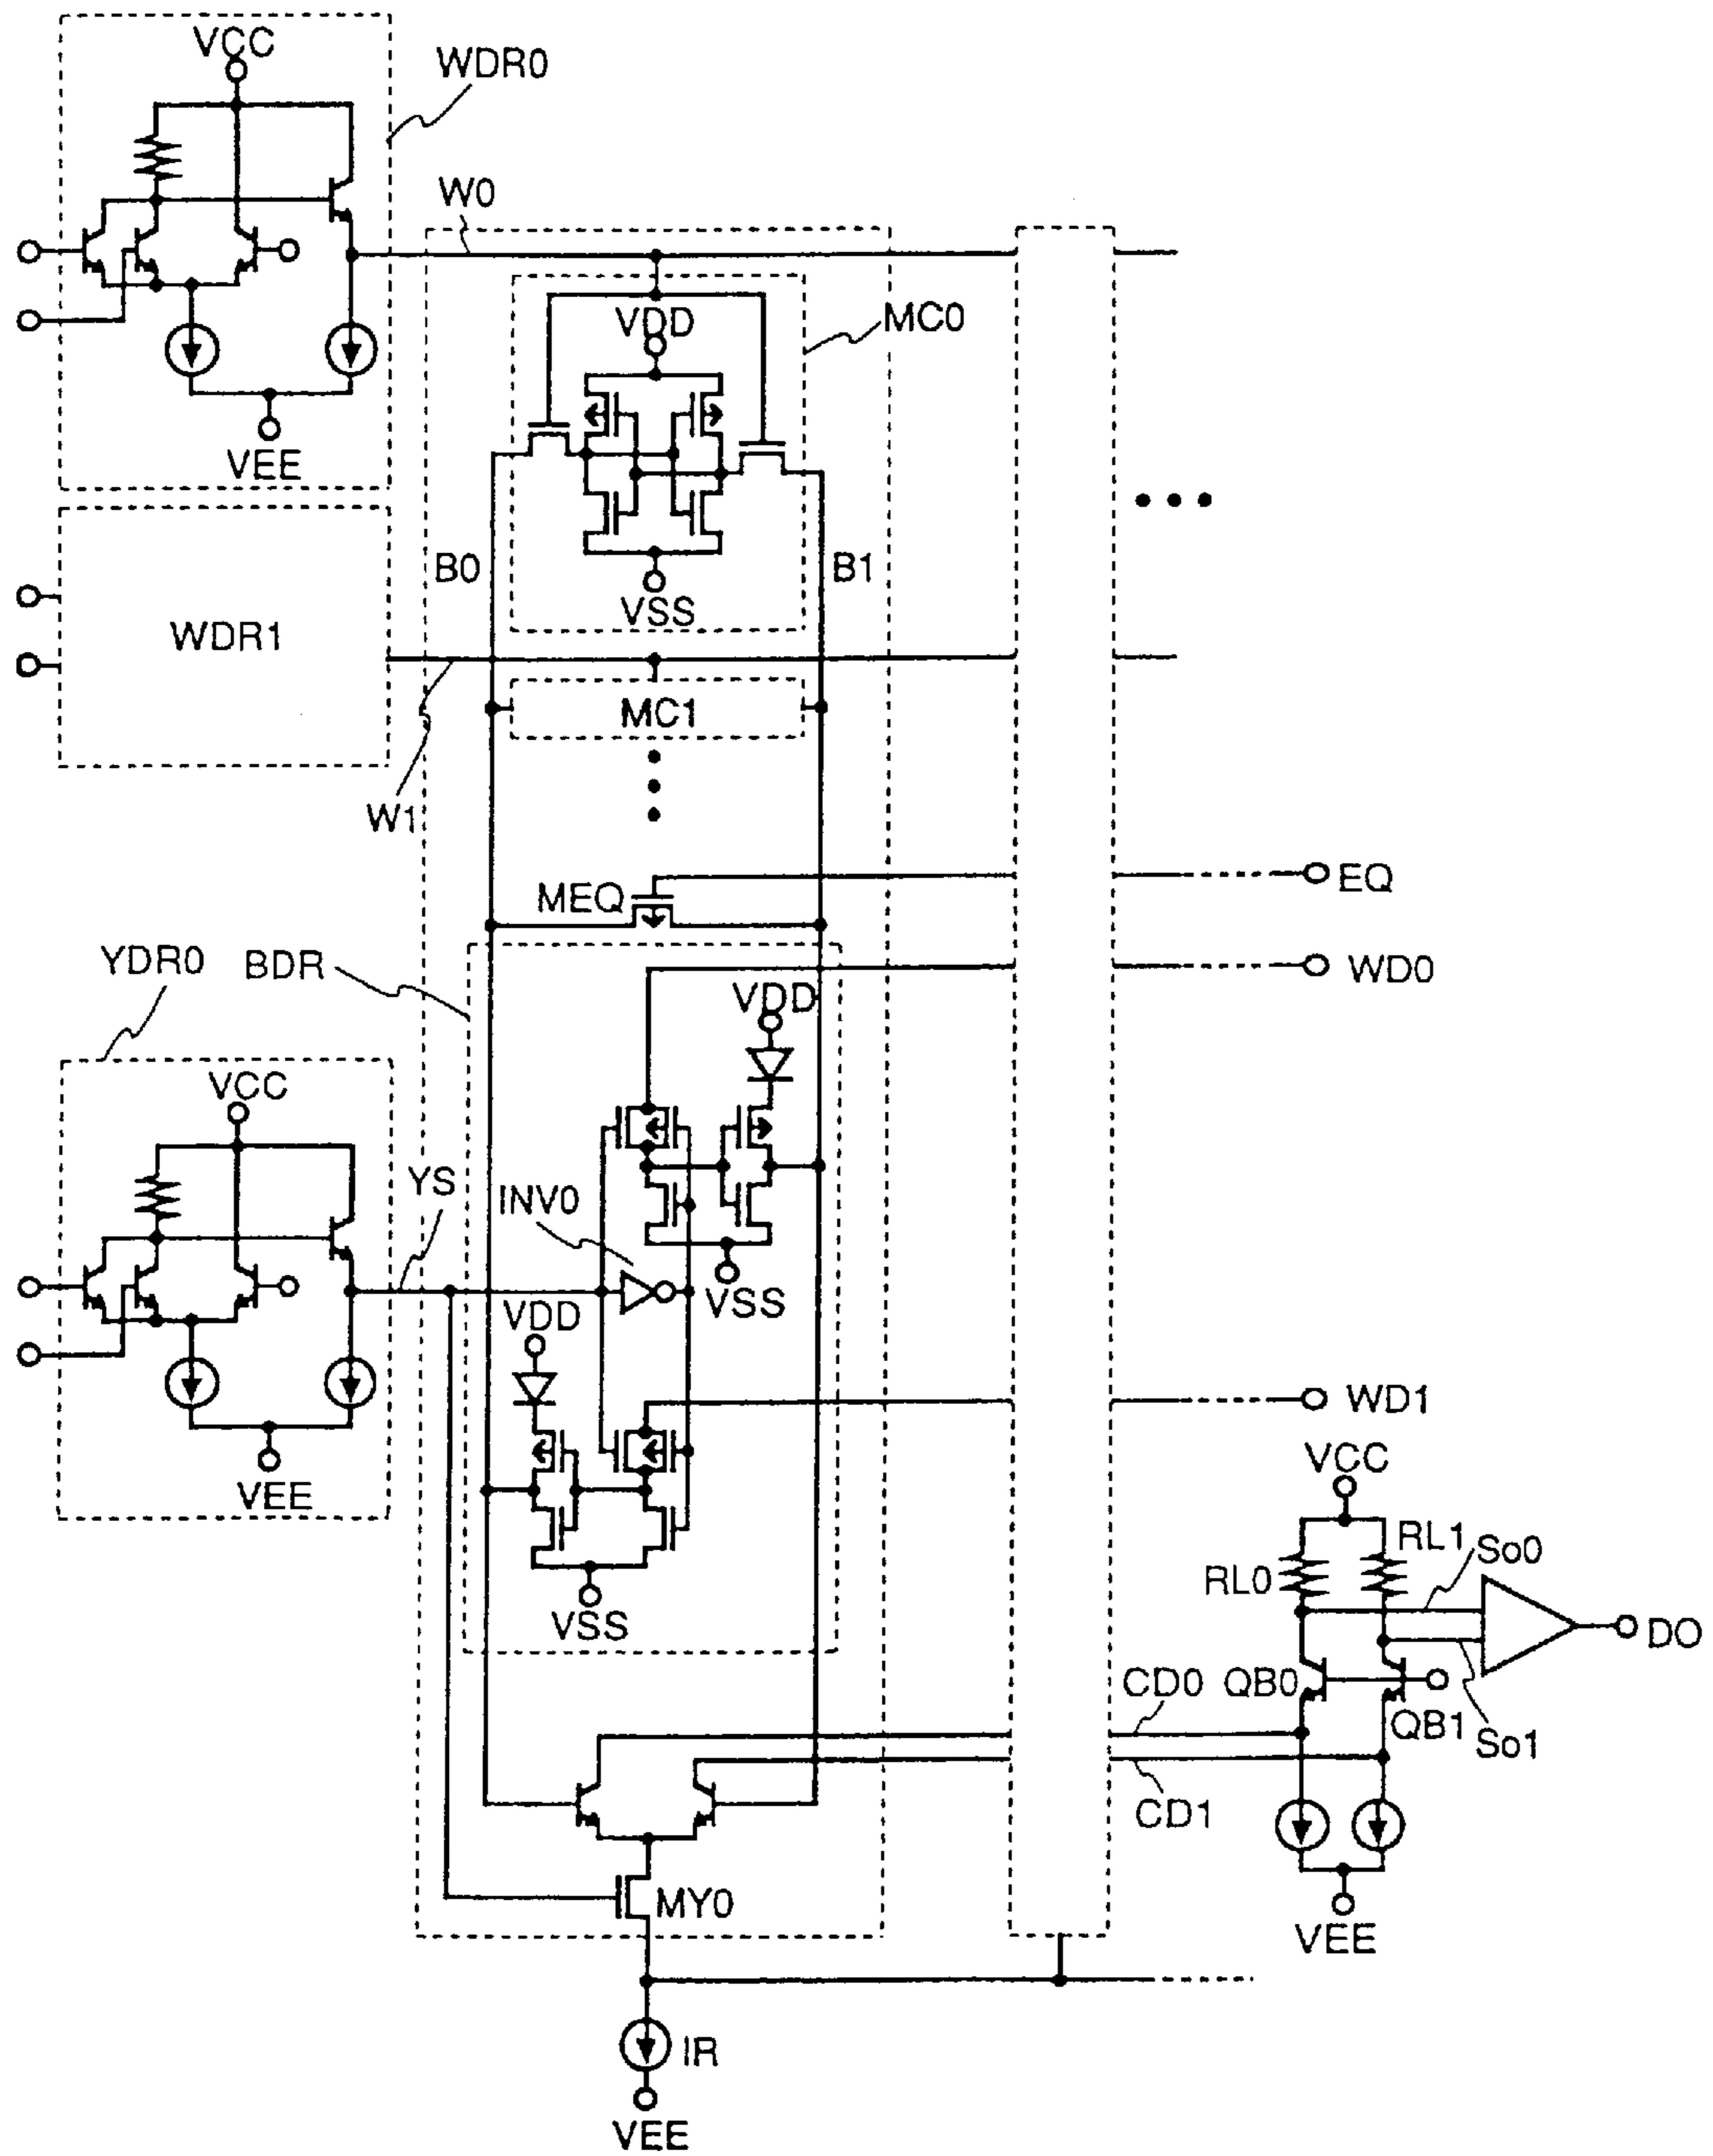 VCC
WDR0
W0
MC0
VDD
VEE
B0
B1
VSS
WDR1
MC1
W1
MEQ
EQ
YDR0
BDR
WD0
VDD
VCC
YS
INV0
VSS
VDD
WD1
VCC
VEE
RL1
So0
RL0
VSS
DO
CD0
QB0
QB1
So1
CD1
MY0
VEE
IR
VEE